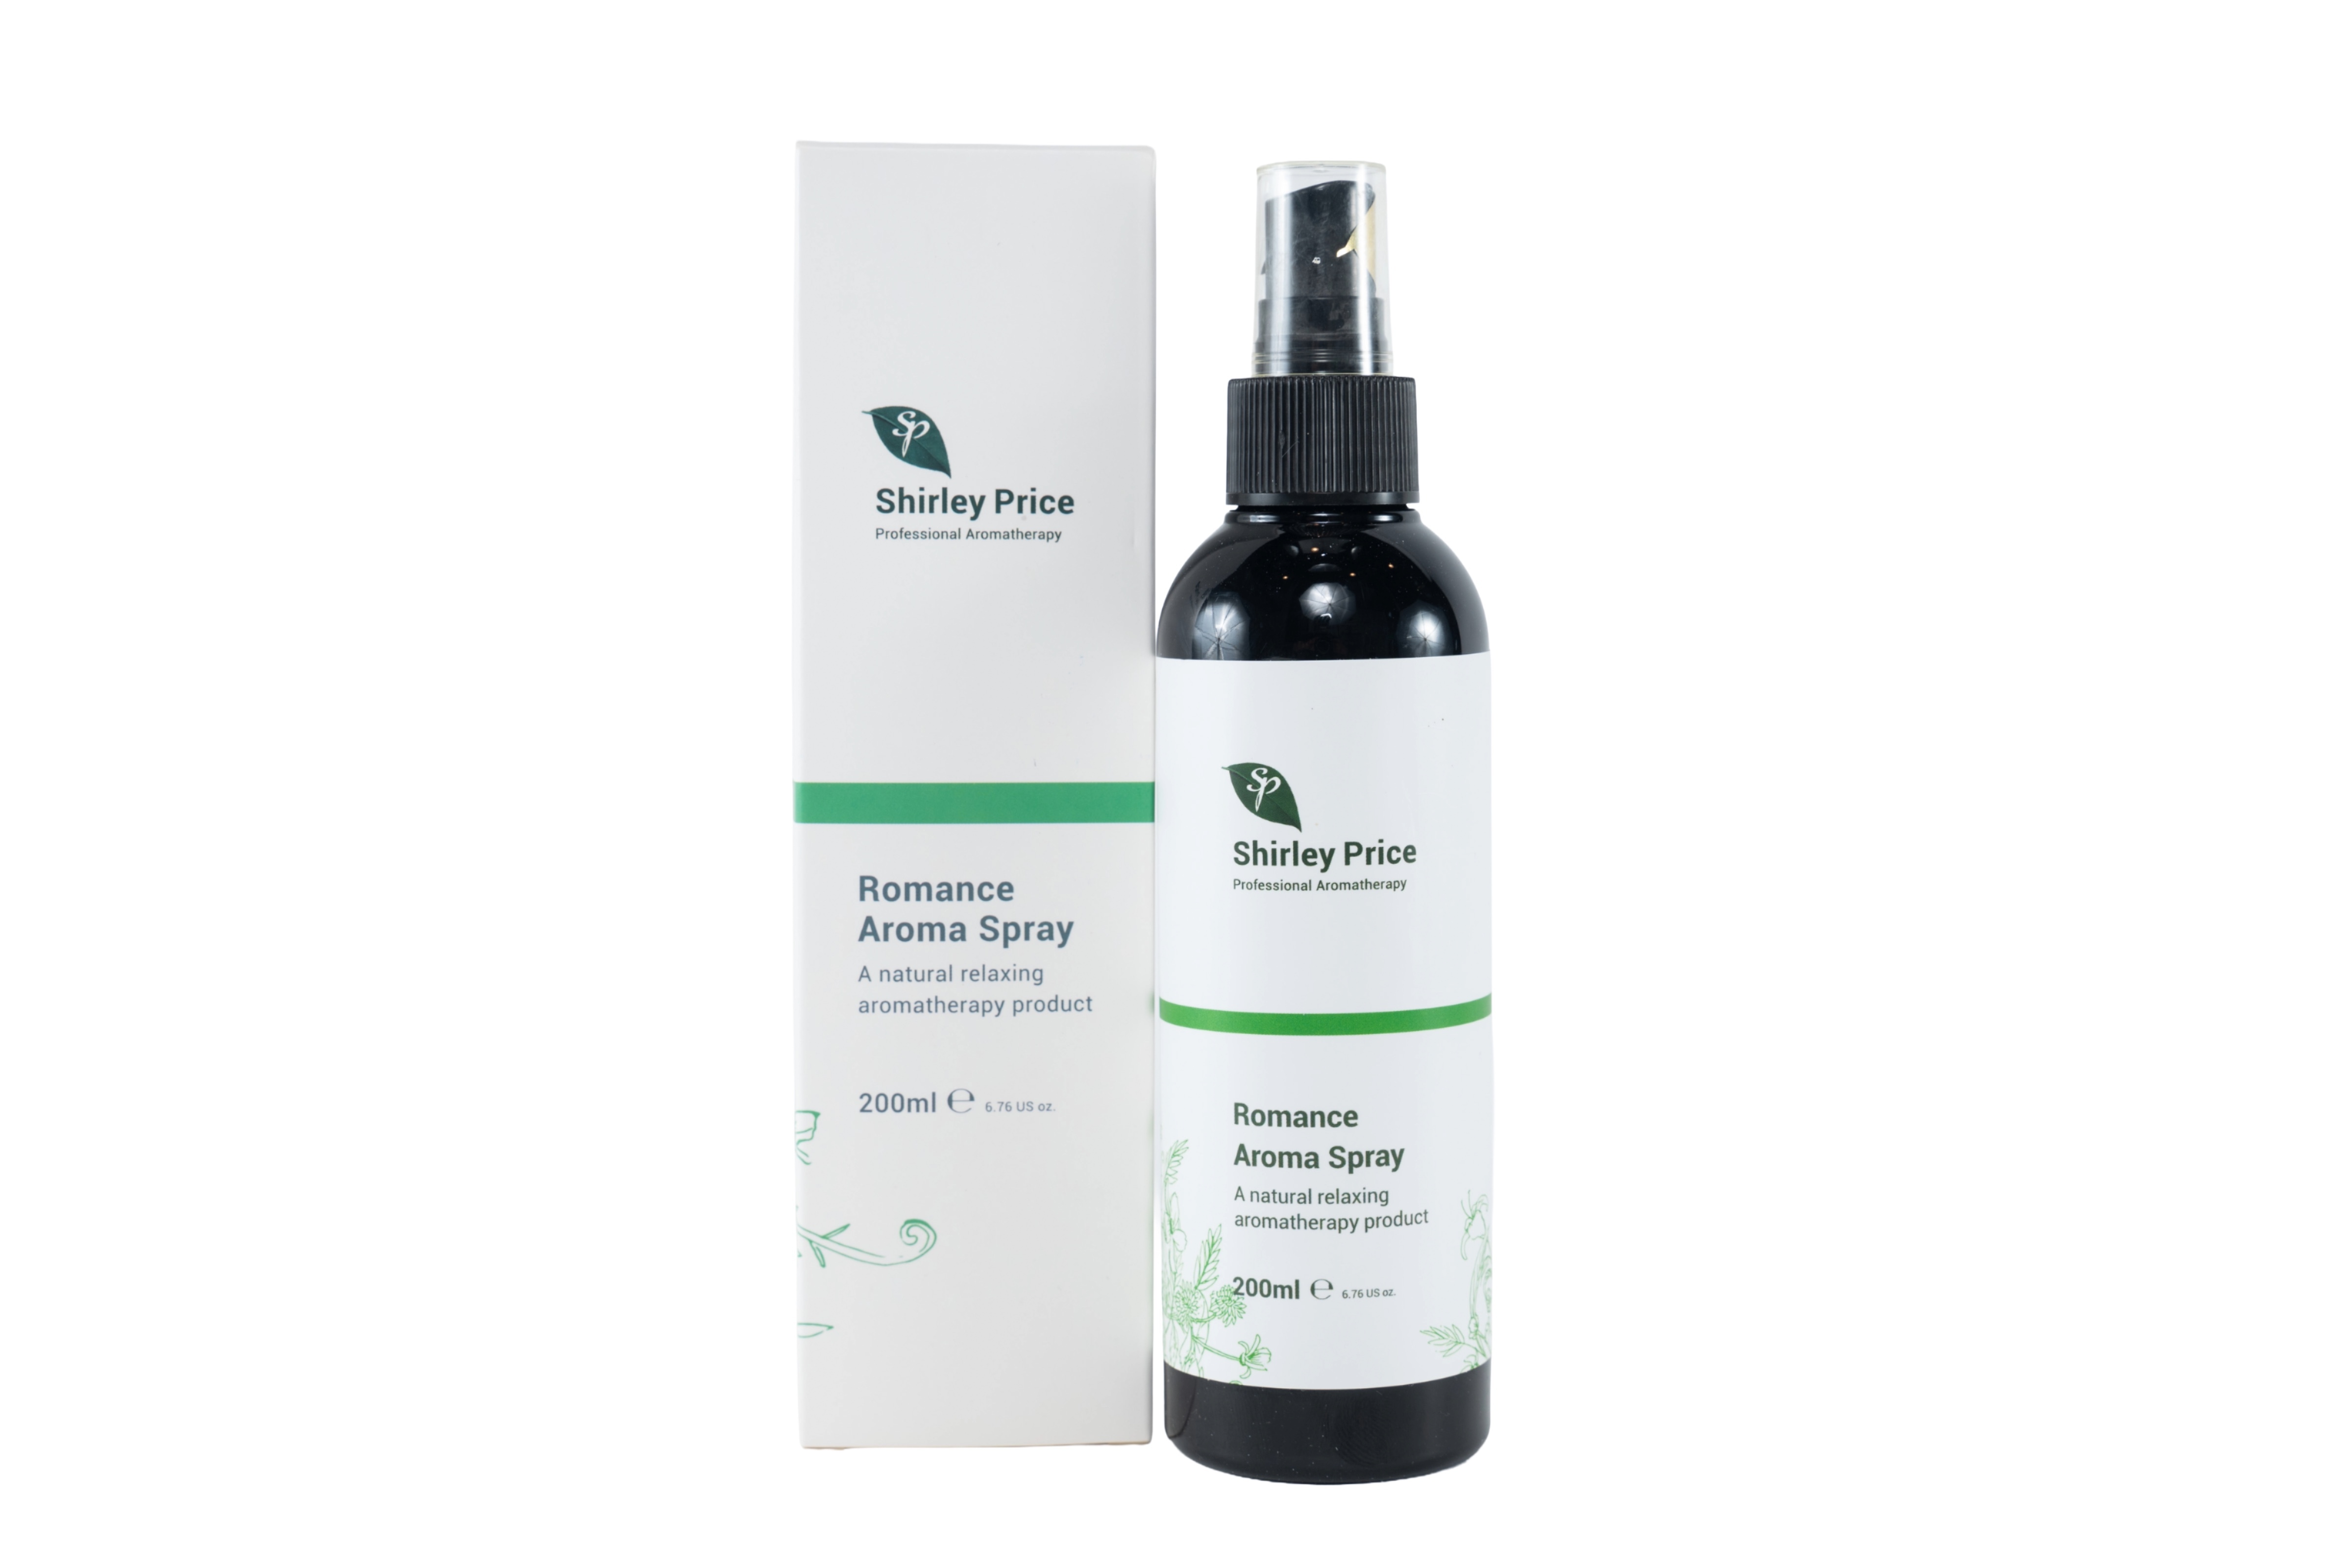 sp
Shirley Price
Professional Aromatherapy
Romance
Aroma Spray
A natural relaxing
aromatherapy product
200ml ℮ 6.76 US oz.
sp
Shirley Price
Professional Aromatherapy
Romance
Aroma Spray
A natural relaxing
aromatherapy product
200ml ℮ 6.76 US oz.